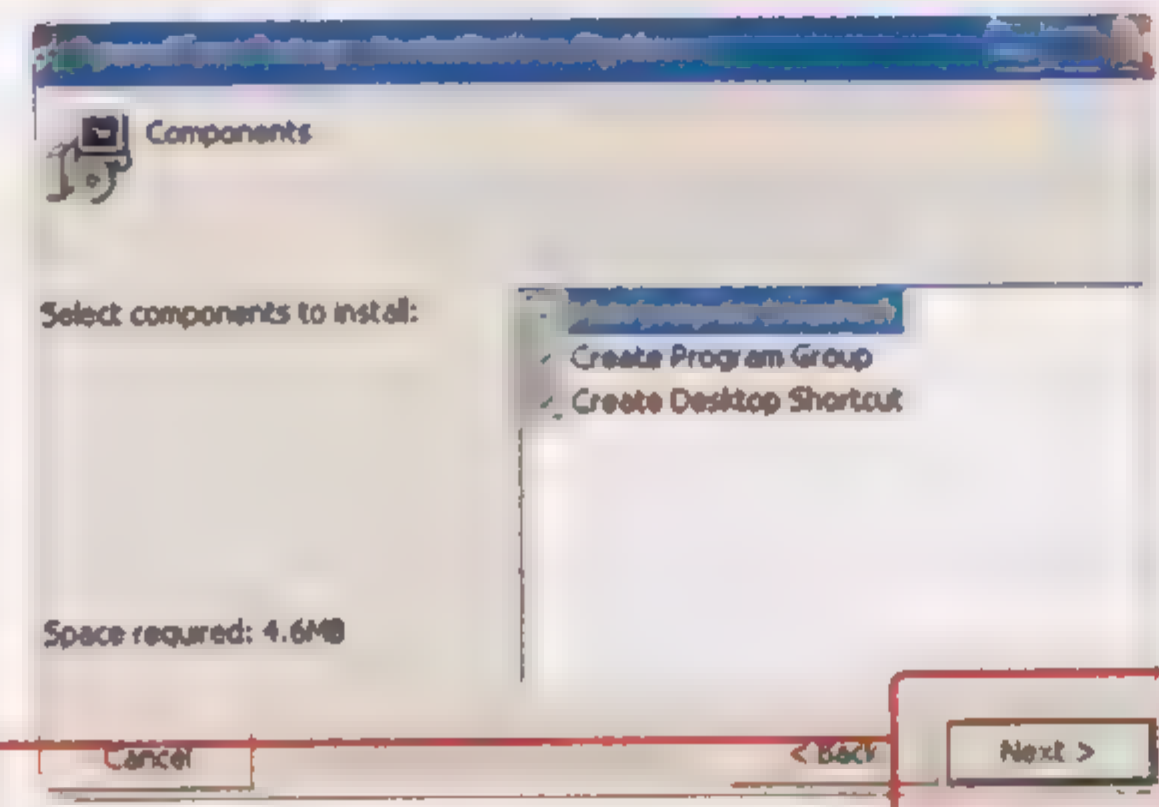 Components
Select components to install:
Create Program Group
Create Desktop Shortcut
Space required: 4.6MB
Cancel
< Back
Next >